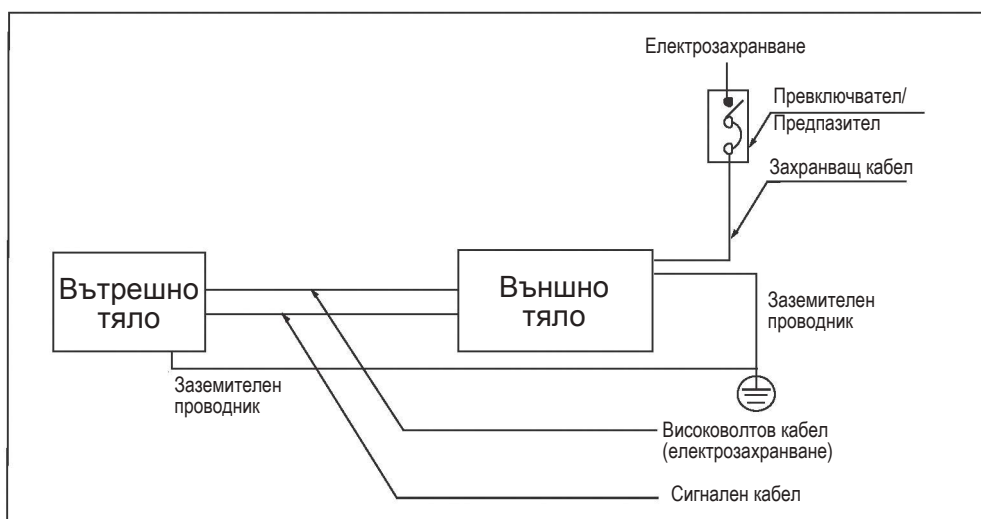 Електрозахранване
Превключвател/
Предпазител
Захранващ кабел
Вътрешно
тяло
Външно
тяло
Заземителен
проводник
Заземителен
проводник
Високоволтов кабел
(електрозахранване)
Сигнален кабел